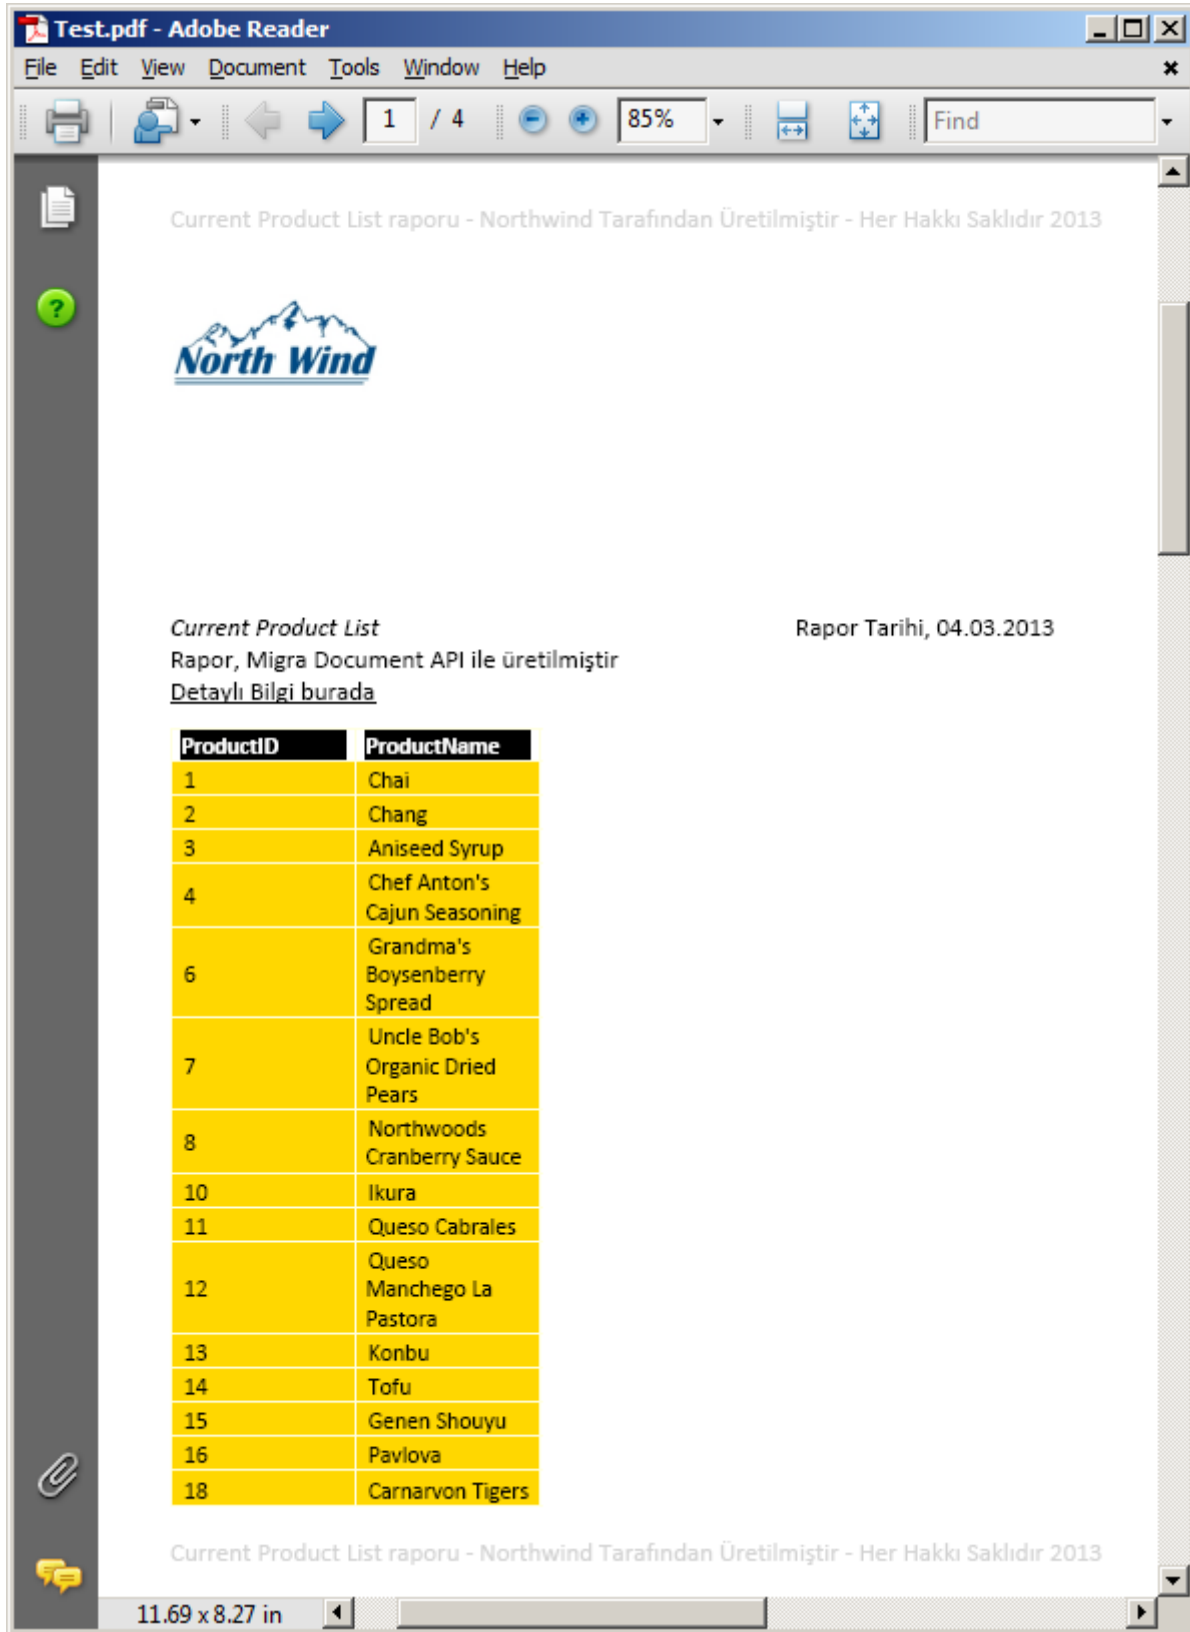 Test.pdf - Adobe Reader
File Edit View Document Tools Window Help
1 / 4 85% Find
Current Product List raporu - Northwind Tarafından Üretilmiştir - Her Hakkı Saklıdır 2013
North Wind
Current Product List Rapor Tarihi, 04.03.2013
Rapor, Migra Document API ile üretilmiştir
Detaylı Bilgi burada
ProductID ProductName
1 Chai
2 Chang
3 Aniseed Syrup
4 Chef Anton's
Cajun Seasoning
6 Grandma's
Boysenberry
Spread
7 Uncle Bob's
Organic Dried
Pears
8 Northwoods
Cranberry Sauce
10 Ikura
11 Queso Cabrales
12 Queso
Manchego La
Pastora
13 Konbu
14 Tofu
15 Genen Shouyu
16 Pavlova
18 Carnarvon Tigers
Current Product List raporu - Northwind Tarafından Üretilmiştir - Her Hakkı Saklıdır 2013
11.69 x 8.27 in